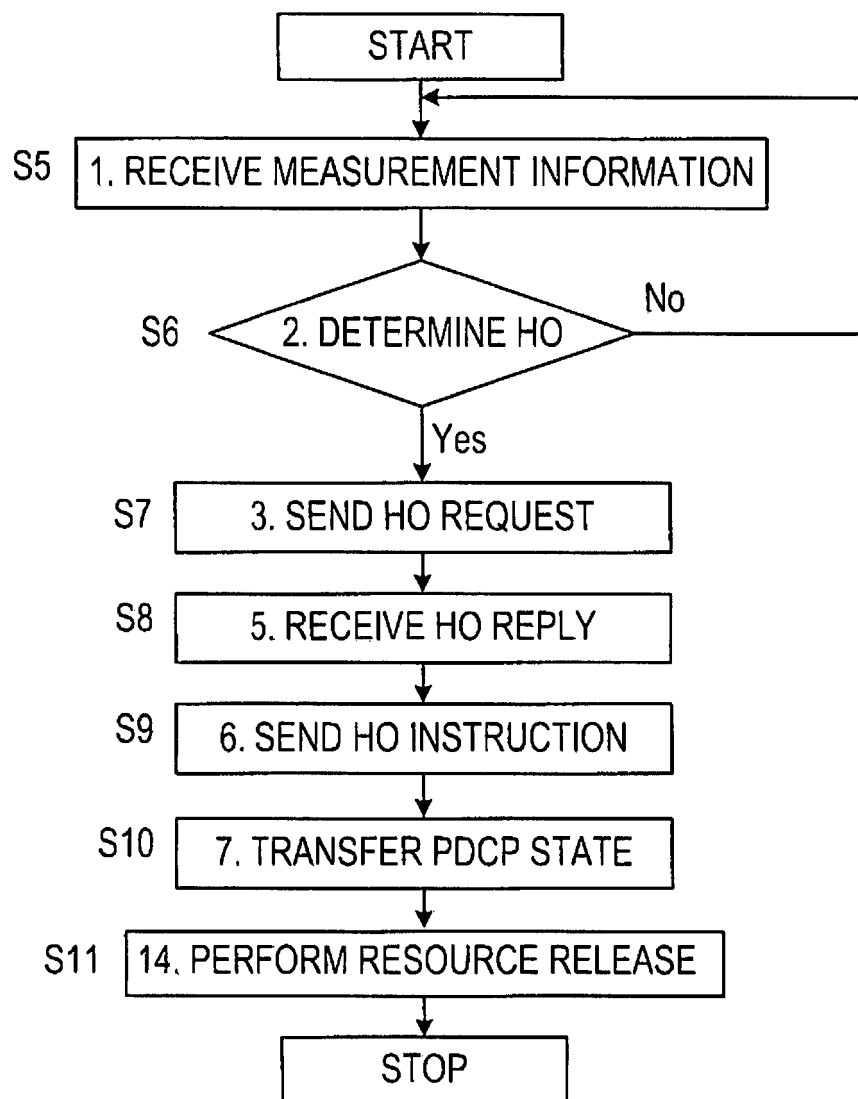 START
S5 1. RECEIVE MEASUREMENT INFORMATION
S6 2. DETERMINE HO No
Yes
S7 3. SEND HO REQUEST
S8 5. RECEIVE HO REPLY
S9 6. SEND HO INSTRUCTION
S10 7. TRANSFER PDCP STATE
S11 14. PERFORM RESOURCE RELEASE
STOP